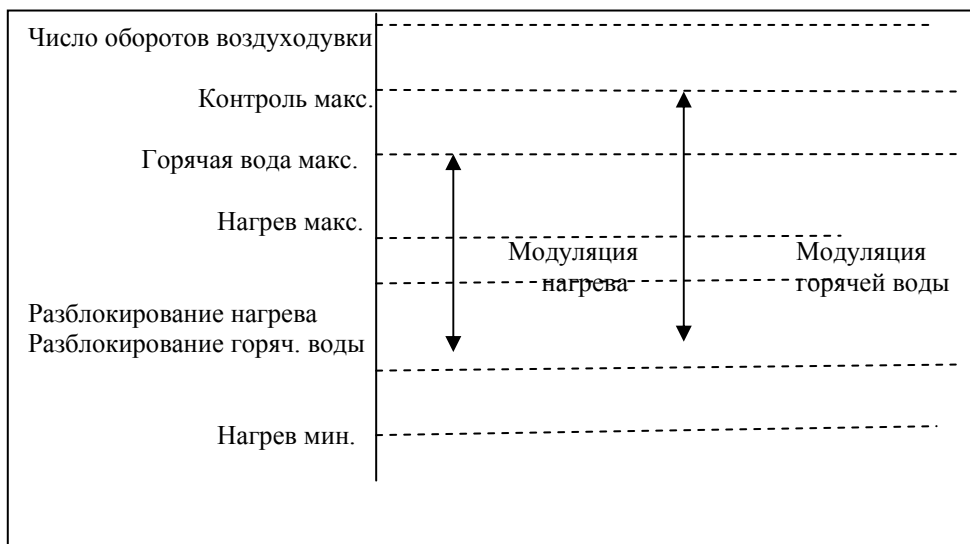 Число оборотов воздуходувки
Контроль макс.
Горячая вода макс.
Нагрев макс.
Модуляция
нагрева
Модуляция
горячей воды
Разблокирование нагрева
Разблокирование горяч. воды
Нагрев мин.